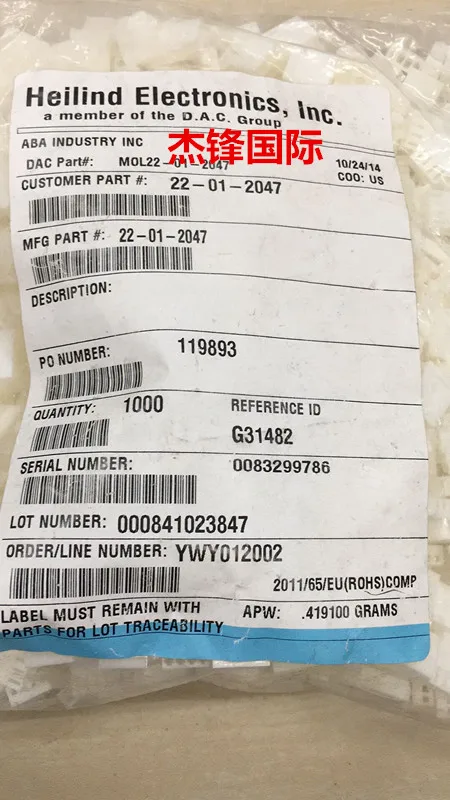 Heilind Electronics, Inc.
a member of the D.A.C. Group
ABA INDUSTRY INC
杰锋国际
DAC Part#: MOL22-01-2047 10/24/14
COO: US
CUSTOMER PART #: 22-01-2047
MFG PART #: 22-01-2047
DESCRIPTION:
PO NUMBER: 119893
QUANTITY: 1000 REFERENCE ID
G31482
SERIAL NUMBER: 0083299786
LOT NUMBER: 000841023847
ORDER/LINE NUMBER: YWY012002
2011/65/EU(ROHS)COMP
LABEL MUST REMAIN WITH APW: .419100 GRAMS
PARTS FOR LOT TRACEABILITY